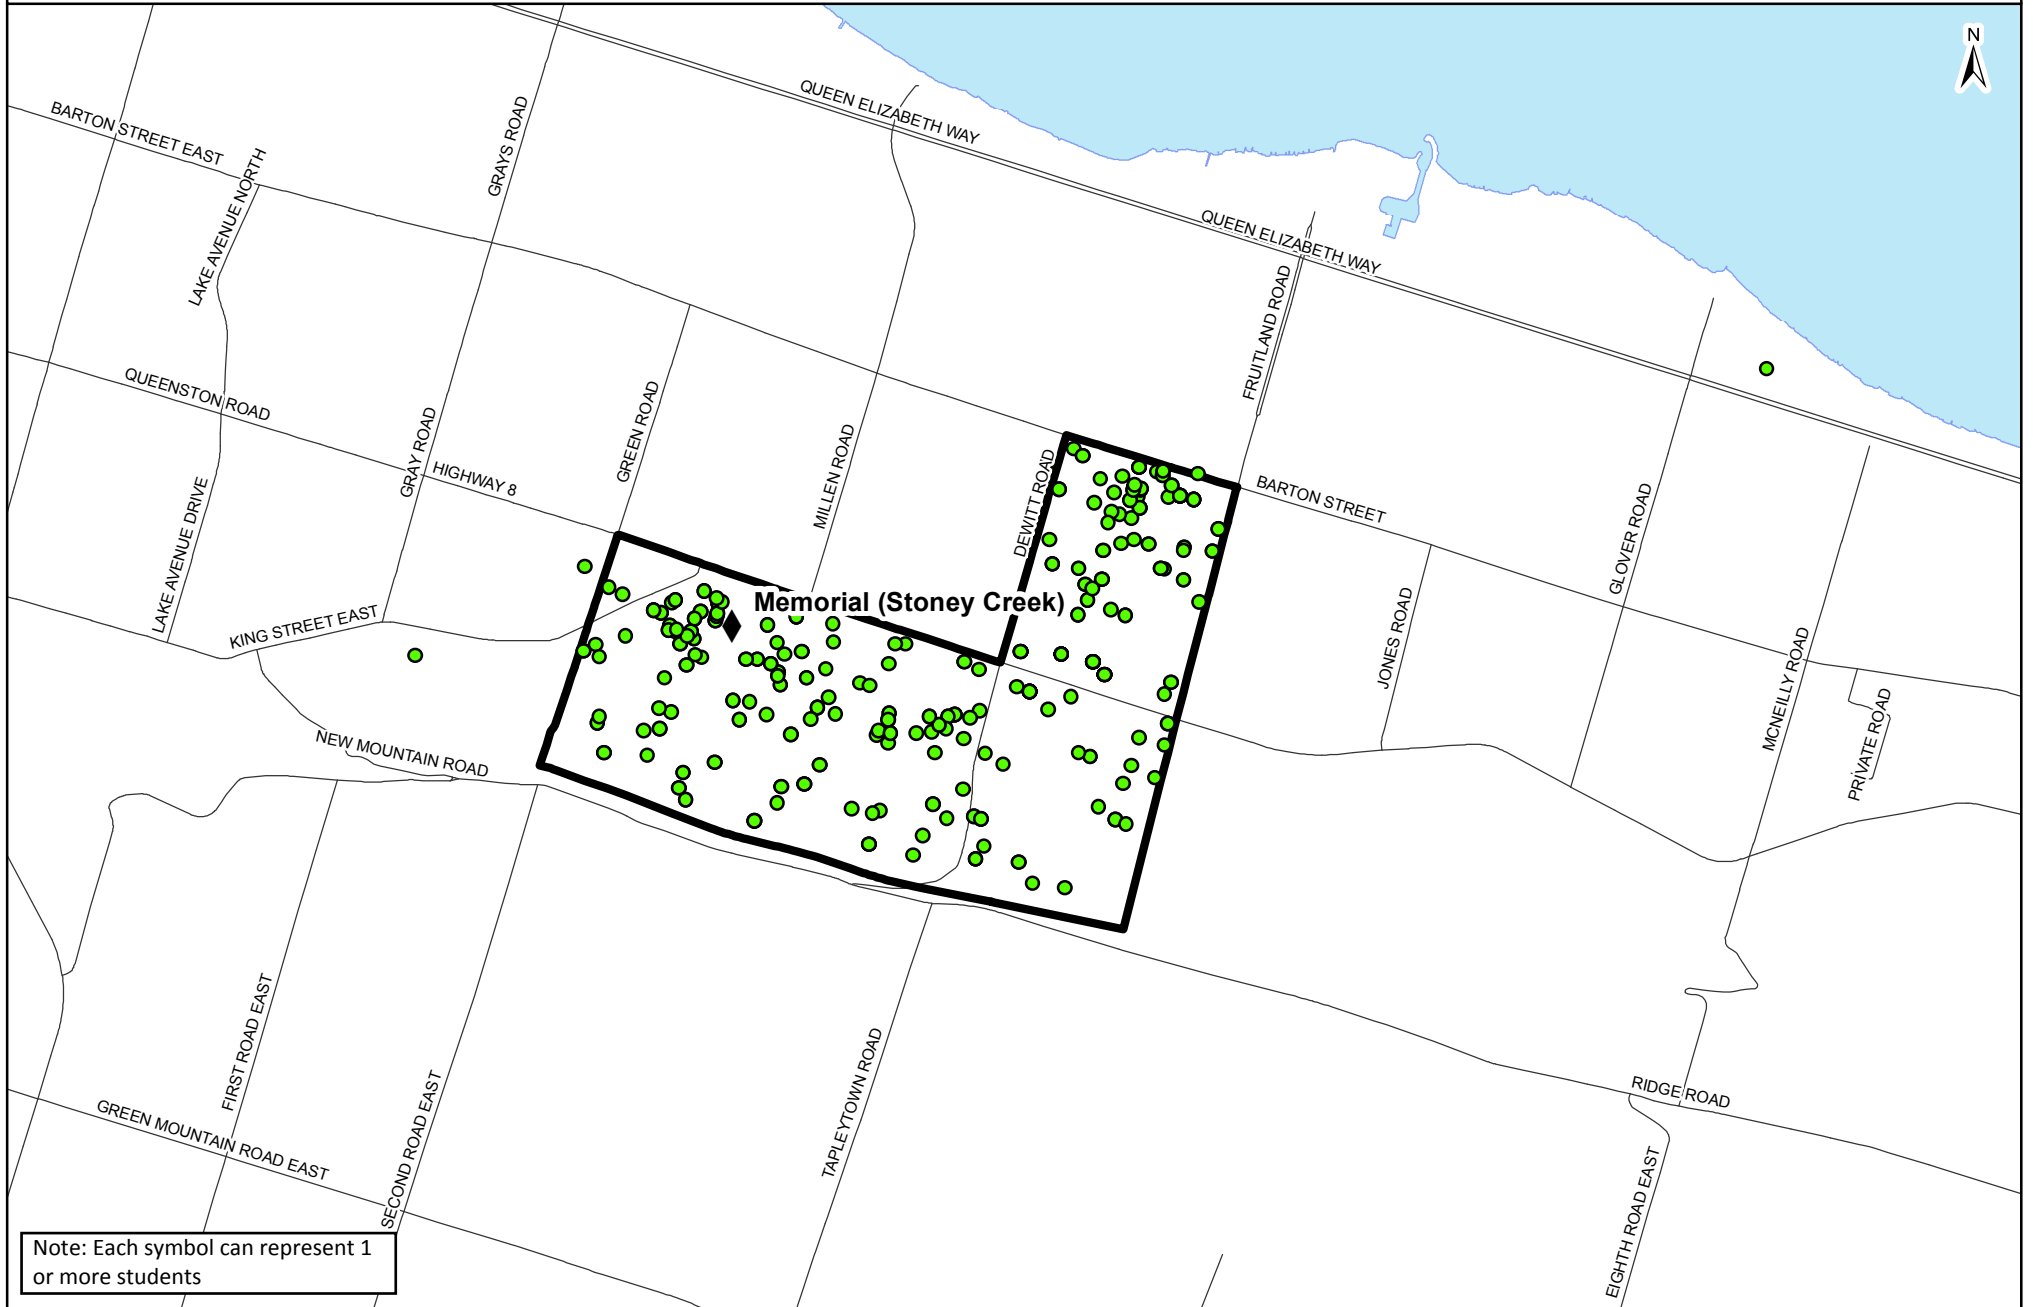 N
QUEEN ELIZABETH WAY
BARTON STREET EAST
GRAYS ROAD
LAKE AVENUE NORTH
QUEEN ELIZABETH WAY
FRUITLAND ROAD
QUEENSTON ROAD
GRAY ROAD
GREEN ROAD
MILLEN ROAD
HIGHWAY 8
DEWITT ROAD
BARTON STREET
GLOVER ROAD
LAKE AVENUE DRIVE
KING STREET EAST
Memorial (Stoney Creek)
JONES ROAD
MCNEILLY ROAD
PRIVATE ROAD
NEW MOUNTAIN ROAD
FIRST ROAD EAST
SECOND ROAD EAST
TAPLEYTOWN ROAD
RIDGE ROAD
GREEN MOUNTAIN ROAD EAST
EIGHTH ROAD EAST
Note: Each symbol can represent 1
or more students